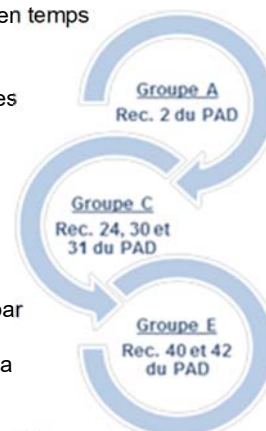 en temps
es
Groupe A
Rec. 2 du PAD
Groupe C
Rec. 24, 30 et
31 du PAD
par
Groupe E
Rec. 40 et 42
a
du PAD